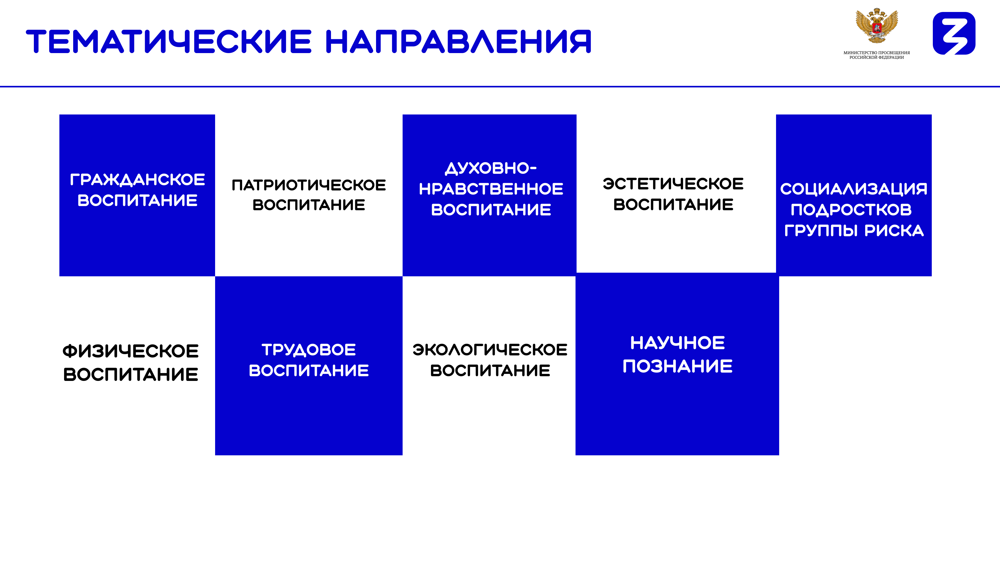 ТЕМАТИЧЕСКИЕ НАПРАВЛЕНИЯ
МИНИСТЕРСТВО ПРОСВЕЩЕНИЯ
РОССИЙСКОЙ ФЕДЕРАЦИИ
ГРАЖДАНСКОЕ
ВОСПИТАНИЕ
ПАТРИОТИЧЕСКОЕ
ВОСПИТАНИЕ
ДУХОВНО-
НРАВСТВЕННОЕ
ВОСПИТАНИЕ
ЭСТЕТИЧЕСКОЕ
ВОСПИТАНИЕ
СОЦИАЛИЗАЦИЯ
ПОДРОСТКОВ
ГРУППЫ РИСКА
ФИЗИЧЕСКОЕ
ВОСПИТАНИЕ
ТРУДОВОЕ
ВОСПИТАНИЕ
ЭКОЛОГИЧЕСКОЕ
ВОСПИТАНИЕ
НАУЧНОЕ
ПОЗНАНИЕ